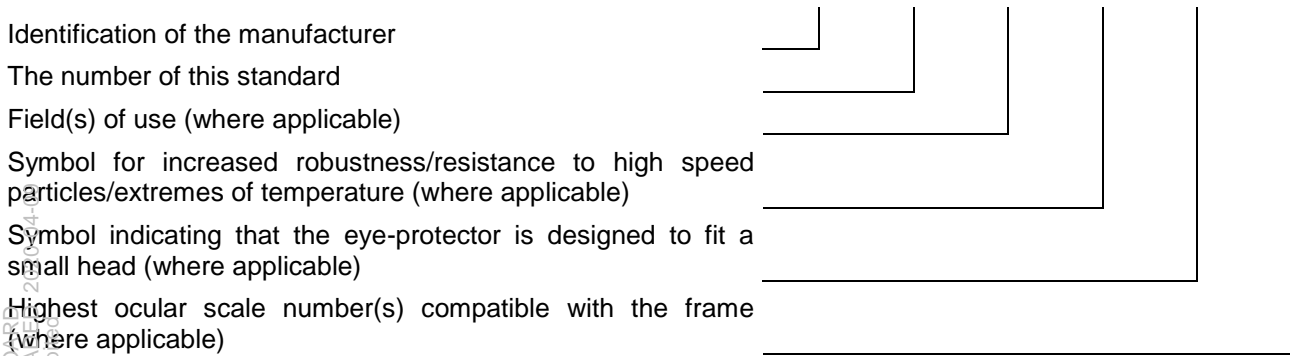 Identification of the manufacturer
The number of this standard
Field(s) of use (where applicable)
Symbol for increased robustness/resistance to high speed
particles/extremes of temperature (where applicable)
Symbol indicating that the eye-protector is designed to fit a
small head (where applicable)
Highest ocular scale number(s) compatible with the frame
(where applicable)